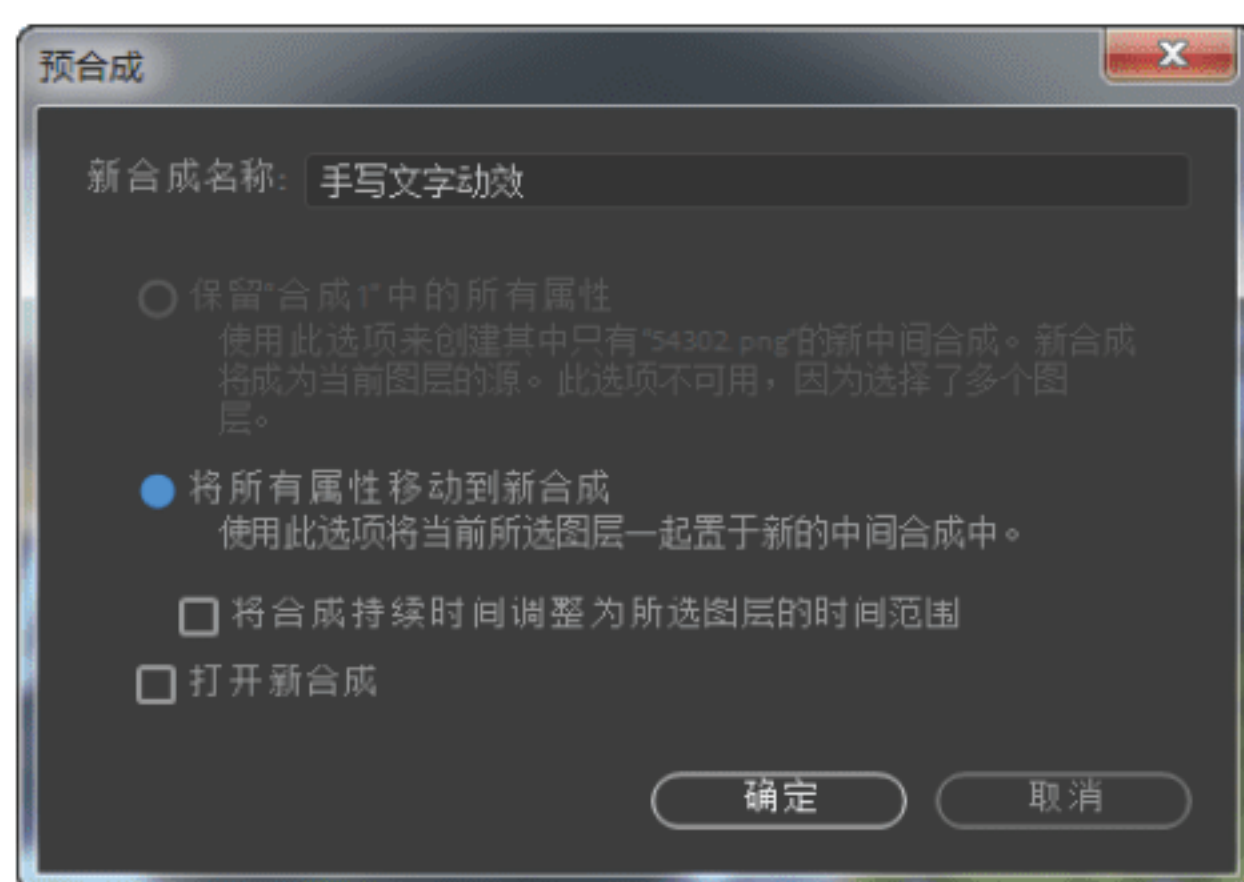 预合成
新合成名称: 手写文字动效
保留“合成1”中的所有属性
使用此选项来创建其中只有“54302.png”的新中间合成。新合成
将成为当前图层的源。此选项不可用，因为选择了多个图
层。
将所有属性移动到新合成
使用此选项将当前所选图层一起置于新的中间合成中。
将合成持续时间调整为所选图层的时间范围
打开新合成
确定 取消